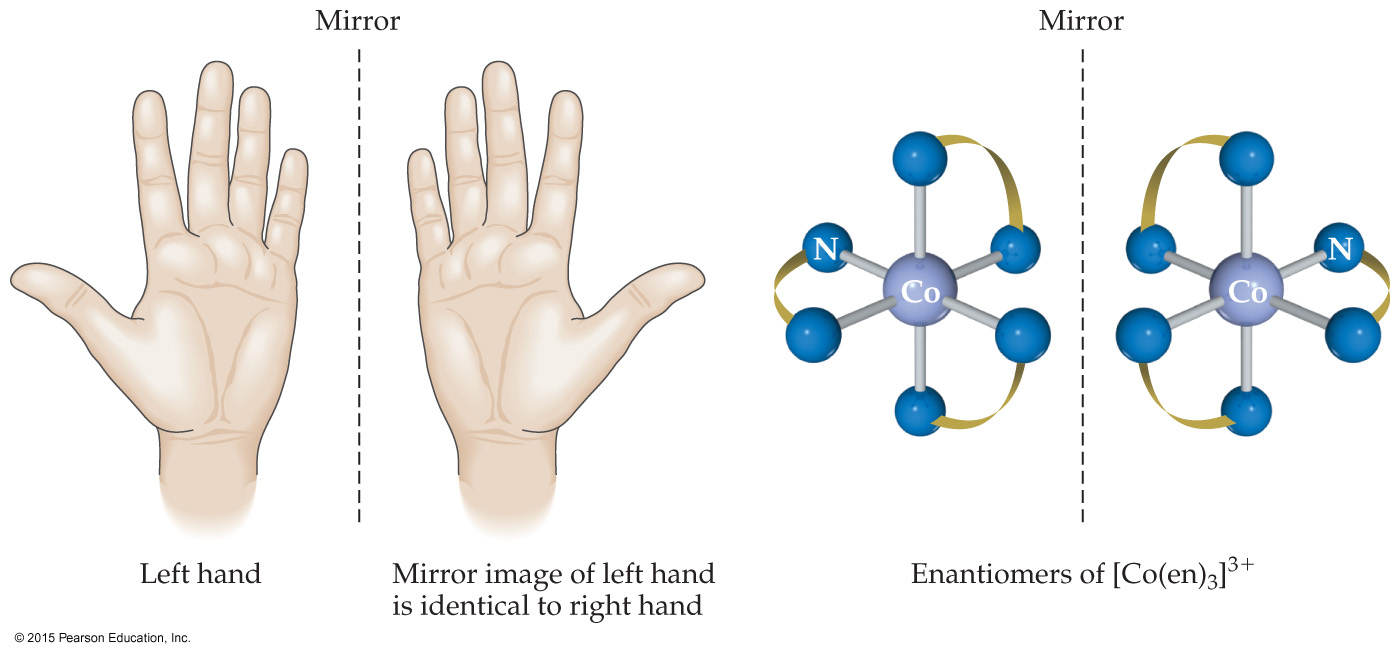 Mirror
Mirror
N
Co
N
Co
Left hand
Mirror image of left hand
is identical to right hand
Enantiomers of [Co(en)₃]³⁺
© 2015 Pearson Education, Inc.